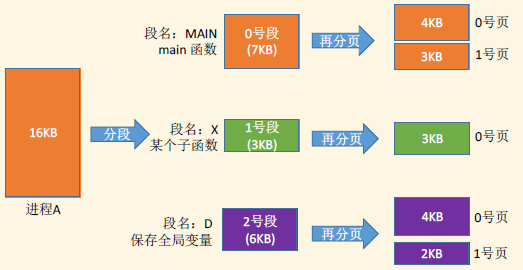 段名：MAIN
main 函数
0号段
(7KB)
再分页
4KB
0号页
3KB
1号页
16KB
进程A
分段
段名：X
某个子函数
1号段
(3KB)
再分页
3KB
0号页
段名：D
保存全局变量
2号段
(6KB)
再分页
4KB
0号页
2KB
1号页